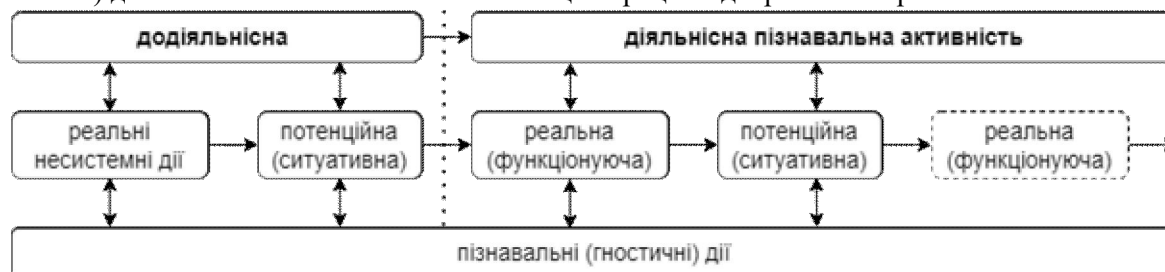 додіяльнісна
діяльнісна пізнавальна активність
реальні
несистемні дії
потенційна
(ситуативна)
реальна
(функціонуюча)
потенційна
(ситуативна)
реальна
(функціонуюча)
пізнавальні (гностичні) дії